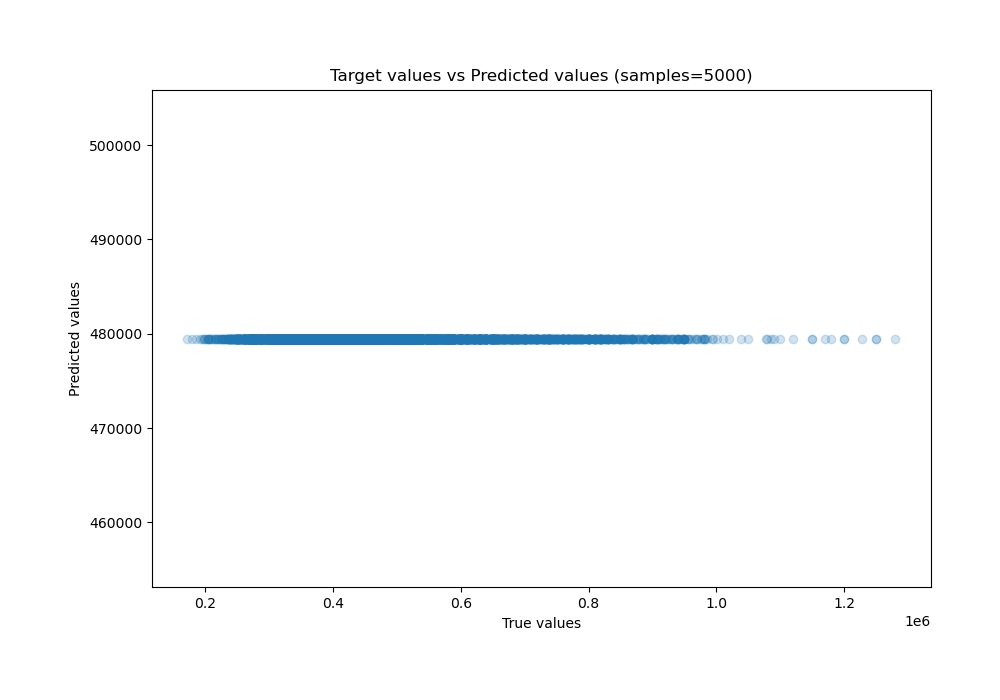 Target values vs Predicted values (samples=5000)
Predicted values
500000
490000
480000
470000
460000
0.2 0.4 0.6 0.8 1.0 1.2
1e6
True values